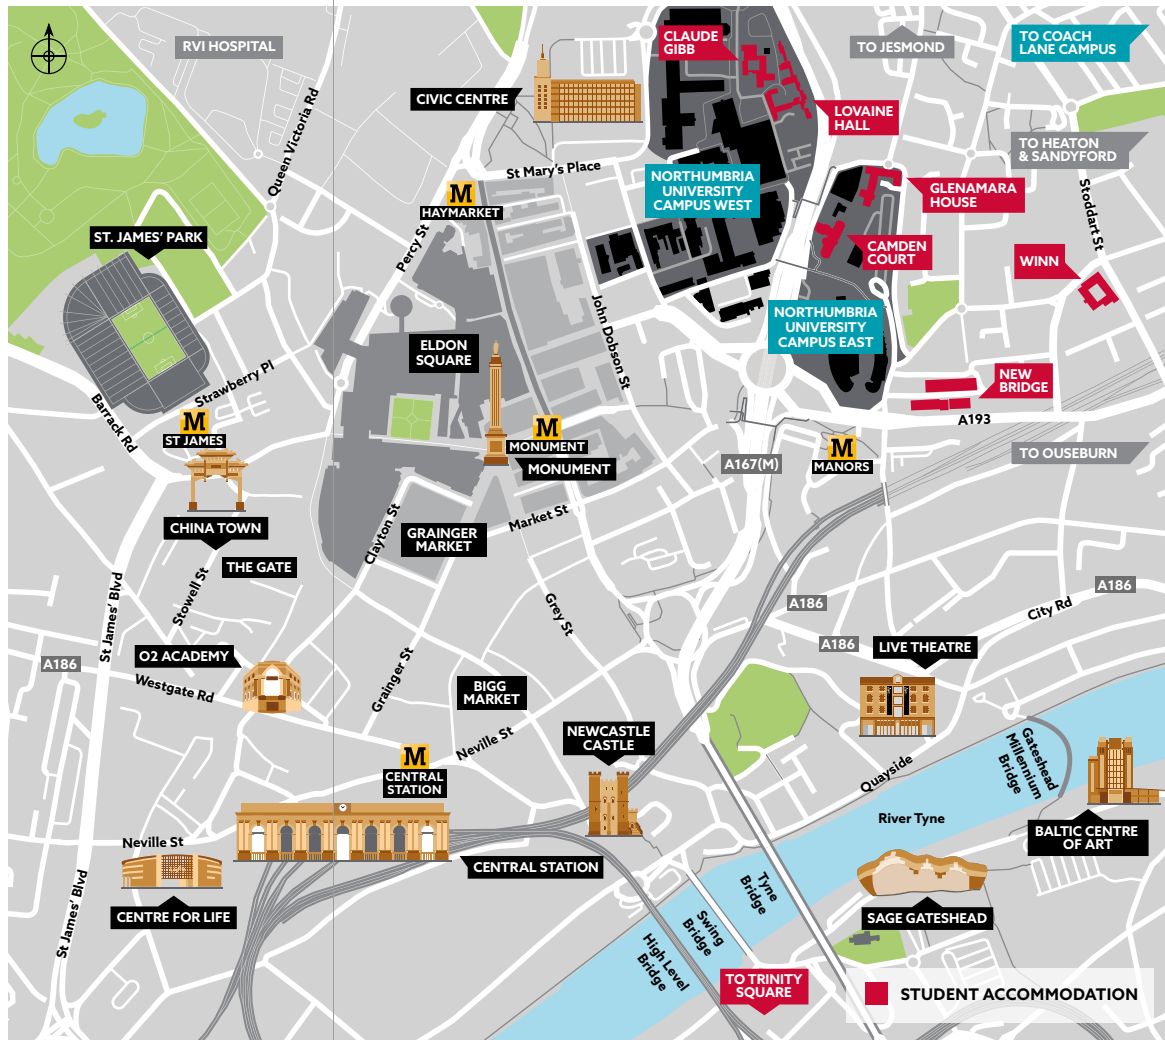 RVI HOSPITAL
CLAUDE
GIBB
TO JESMOND
TO COACH
LANE CAMPUS
CIVIC CENTRE
LOVAINE
HALL
Queen Victoria Rd
St Mary's Place
TO HEATON
& SANDYFORD
NORTHUMBRIA
UNIVERSITY
CAMPUS WEST
M
HAYMARKET
GLENAMARA
HOUSE
Stoddart St
ST. JAMES' PARK
Percy St
CAMDEN
COURT
WINN
John Dobson St
NORTHUMBRIA
UNIVERSITY
CAMPUS EAST
ELDON
SQUARE
Strawberry Pl
NEW
BRIDGE
Barrack Rd
M
ST JAMES
M
MONUMENT
A193
MONUMENT
A167(M)
M
MANORS
TO OUSEBURN
CHINA TOWN
Clayton St
GRAINGER
MARKET
Market St
THE GATE
Stowell St
St James' Blvd
Grey St
A186
City Rd
A186
A186
LIVE THEATRE
A186
O2 ACADEMY
Westgate Rd
Grainger St
BIGG
MARKET
Neville St
NEWCASTLE
CASTLE
M
CENTRAL
STATION
Quayside
Gateshead
Millennium
Bridge
River Tyne
BALTIC CENTRE
OF ART
Neville St
CENTRAL STATION
Tyne
Bridge
CENTRE FOR LIFE
SAGE GATESHEAD
St James' Blvd
Swing
Bridge
High Level
Bridge
TO TRINITY
SQUARE
STUDENT ACCOMMODATION